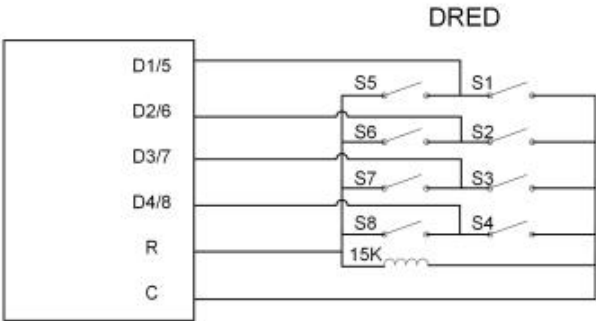 DRED
D1/5
S5 S1
D2/6
S6 S2
D3/7
S7 S3
D4/8
S8 S4
R
15K
C